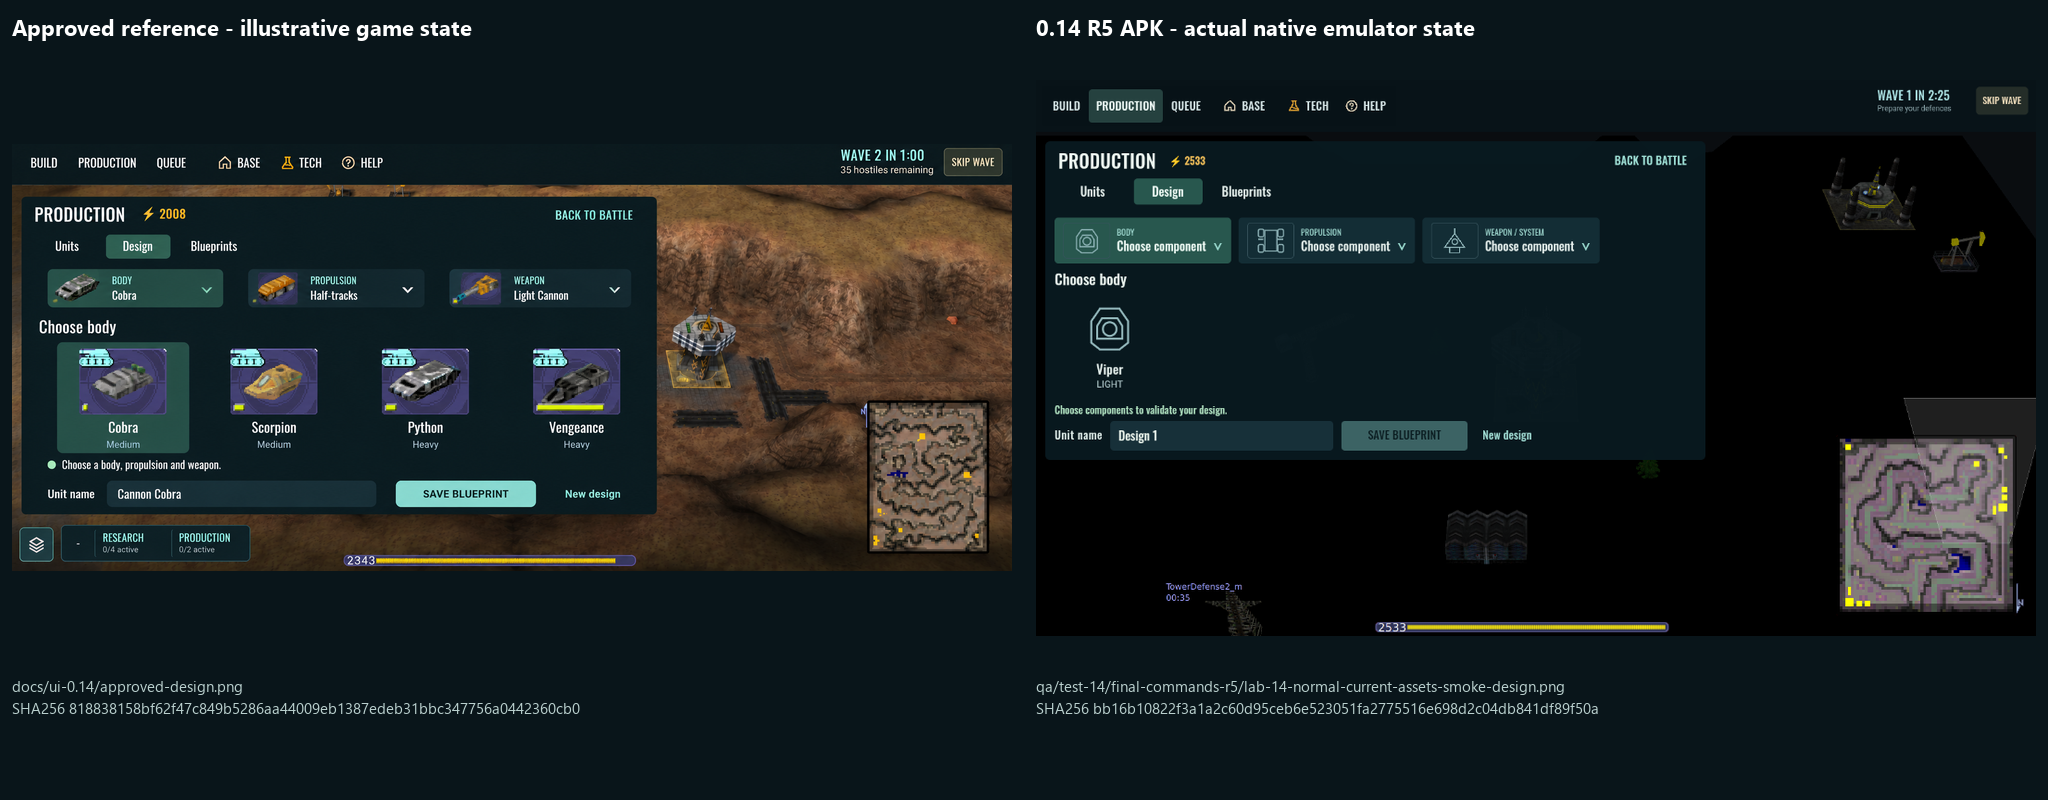 Approved reference - illustrative game state
BUILD PRODUCTION QUEUE BASE TECH HELP
WAVE 2 IN 1:00
35 hostiles remaining
SKIP WAVE
PRODUCTION 2008 BACK TO BATTLE
Units Design Blueprints
BODY
Cobra
PROPULSION
Half-tracks
WEAPON
Light Cannon
Choose body
Cobra
Medium
Scorpion
Medium
Python
Heavy
Vengeance
Heavy
Choose a body, propulsion and weapon.
Unit name Cannon Cobra SAVE BLUEPRINT New design
N
-
RESEARCH
0/4 active
PRODUCTION
0/2 active
2343
docs/ui-0.14/approved-design.png
SHA256 818838158bf62f47c849b5286aa44009eb1387edeb31bbc347756a0442360cb0
0.14 R5 APK - actual native emulator state
BUILD PRODUCTION QUEUE BASE TECH HELP
WAVE 1 IN 2:25
Prepare your defences
SKIP WAVE
PRODUCTION 2533 BACK TO BATTLE
Units Design Blueprints
BODY
Choose component
PROPULSION
Choose component
WEAPON / SYSTEM
Choose component
Choose body
Viper
LIGHT
Choose components to validate your design.
Unit name Design 1 SAVE BLUEPRINT New design
TowerDefense2_m
00:35
N
2533
qa/test-14/final-commands-r5/lab-14-normal-current-assets-smoke-design.png
SHA256 bb16b10822f3a1a2c60d95ceb6e523051fa2775516e698d2c04db841df89f50a